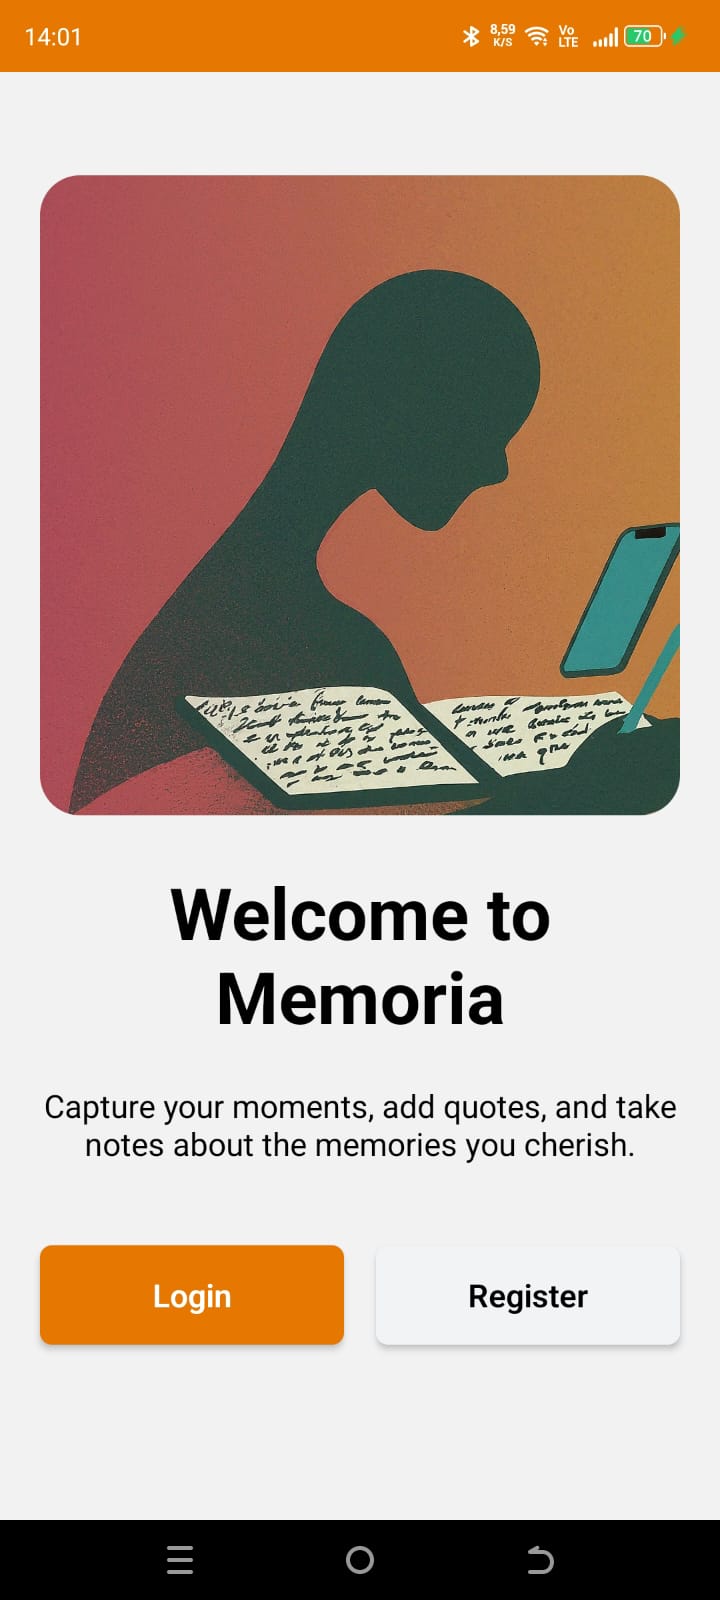 14:01
8,59
K/S
Vo
LTE
70
Welcome to
Memoria
Capture your moments, add quotes, and take
notes about the memories you cherish.
Login
Register